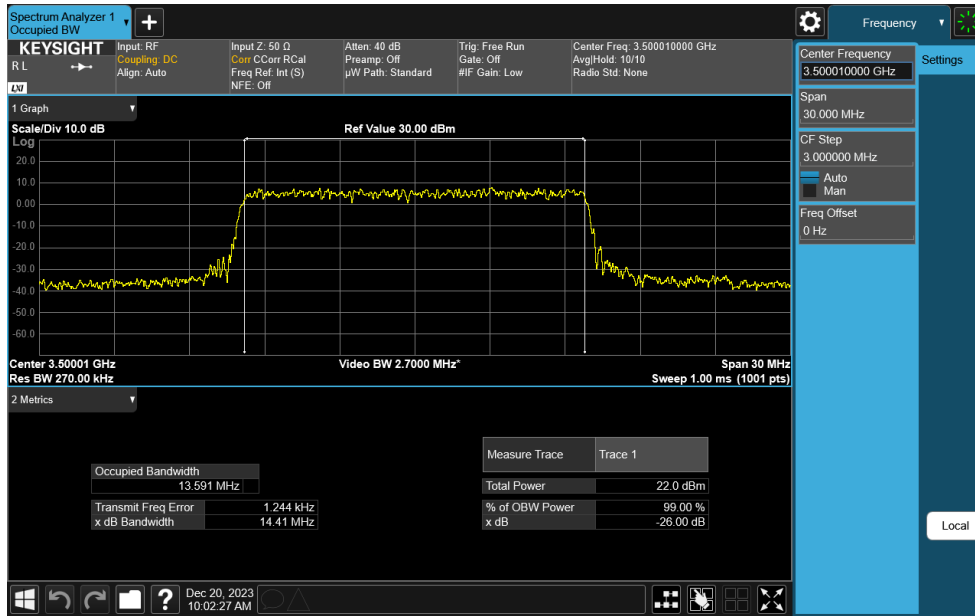 Spectrum Analyzer 1
Occupied BW
+
Frequency
KEYSIGHT
R L
LXI
Input: RF
Coupling: DC
Align: Auto
Input Z: 50 Ω
Corr CCorr RCal
Freq Ref: Int (S)
NFE: Off
Atten: 40 dB
Preamp: Off
µW Path: Standard
Trig: Free Run
Gate: Off
#IF Gain: Low
Center Freq: 3.500010000 GHz
Avg|Hold: 10/10
Radio Std: None
Center Frequency
3.500010000 GHz
Settings
Span
30.000 MHz
CF Step
3.000000 MHz
Auto
Man
Freq Offset
0 Hz
Local
1 Graph
Scale/Div 10.0 dB
Ref Value 30.00 dBm
Log
20.0
10.0
0.00
-10.0
-20.0
-30.0
-40.0
-50.0
-60.0
Center 3.50001 GHz
Video BW 2.7000 MHz*
Span 30 MHz
Res BW 270.00 kHz
Sweep 1.00 ms (1001 pts)
2 Metrics
Measure Trace Trace 1
Occupied Bandwidth
13.591 MHz
Total Power 22.0 dBm
Transmit Freq Error 1.244 kHz
% of OBW Power 99.00 %
x dB Bandwidth 14.41 MHz
x dB -26.00 dB
?
Dec 20, 2023
10:02:27 AM